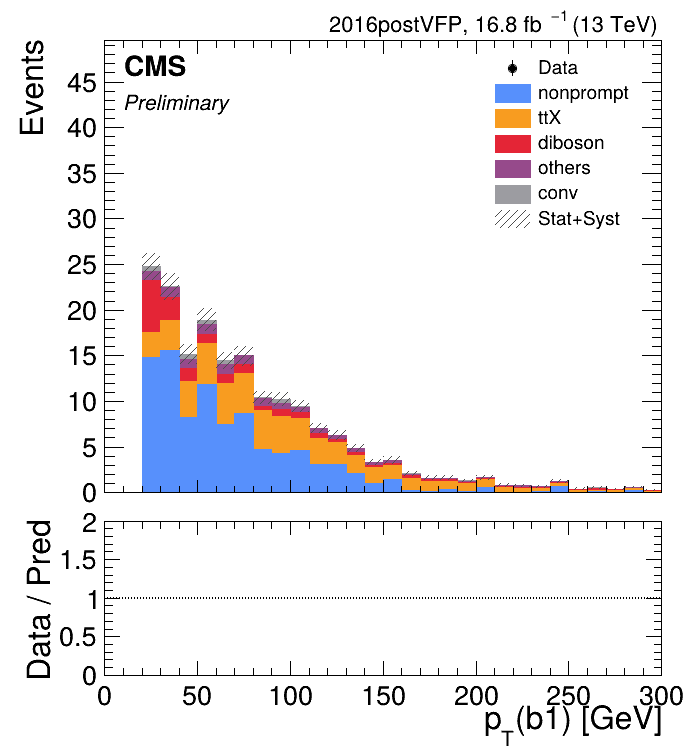 2016postVFP, 16.8 fb⁻¹ (13 TeV)
CMS
Preliminary
Events
45
40
35
30
25
20
15
10
5
0
Data
nonprompt
ttX
diboson
others
conv
Stat+Syst
Data / Pred
2
1.5
1
0.5
0
0 50 100 150 200 250 300
p_T(b1) [GeV]